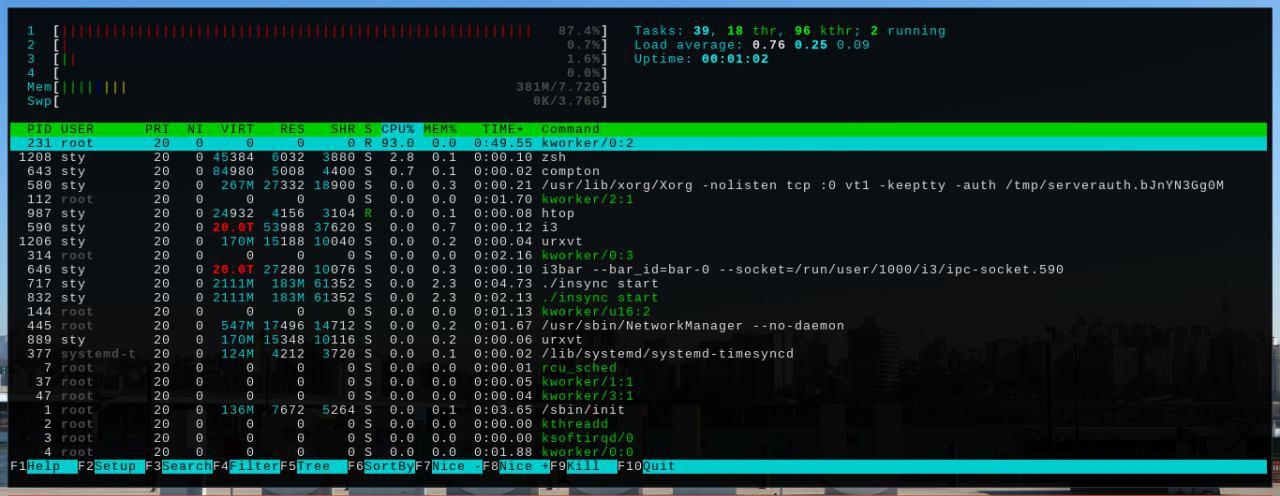 1 [|||||||||||||||||||||||||||||||||||||||||||||||||||||||| 87.4%] Tasks: 39, 18 thr, 96 kthr; 2 running
2 [| 0.7%] Load average: 0.76 0.25 0.09
3 [|| 1.6%] Uptime: 00:01:02
4 [ 0.0%]
Mem[|||||||| 381M/7.72G]
Swp[ 0K/3.76G]
PID USER PRI NI VIRT RES SHR S CPU% MEM% TIME+ Command
231 root 20 0 0 0 0 R 93.0 0.0 0:49.55 kworker/0:2
1208 sty 20 0 45384 6032 3880 S 2.8 0.1 0:00.10 zsh
643 sty 20 0 84980 5008 4400 S 0.7 0.1 0:00.02 compton
580 sty 20 0 267M 27332 18900 S 0.0 0.3 0:00.21 /usr/lib/xorg/Xorg -nolisten tcp :0 vt1 -keeptty -auth /tmp/serverauth.bJnYN3Gg0M
112 root 20 0 0 0 0 S 0.0 0.0 0:01.70 kworker/2:1
987 sty 20 0 24932 4156 3104 R 0.0 0.1 0:00.08 htop
590 sty 20 0 20.0T 53988 37620 S 0.0 0.7 0:00.12 i3
1206 sty 20 0 170M 15188 10040 S 0.0 0.2 0:00.04 urxvt
314 root 20 0 0 0 0 S 0.0 0.0 0:02.16 kworker/0:3
646 sty 20 0 20.0T 27280 10076 S 0.0 0.3 0:00.10 i3bar --bar_id=bar-0 --socket=/run/user/1000/i3/ipc-socket.590
717 sty 20 0 2111M 183M 61352 S 0.0 2.3 0:04.73 ./insync start
832 sty 20 0 2111M 183M 61352 S 0.0 2.3 0:02.13 ./insync start
144 root 20 0 0 0 0 S 0.0 0.0 0:01.13 kworker/u16:2
445 root 20 0 547M 17496 14712 S 0.0 0.2 0:01.67 /usr/sbin/NetworkManager --no-daemon
889 sty 20 0 170M 15348 10116 S 0.0 0.2 0:00.06 urxvt
377 systemd-t 20 0 124M 4212 3720 S 0.0 0.1 0:00.02 /lib/systemd/systemd-timesyncd
7 root 20 0 0 0 0 S 0.0 0.0 0:00.01 rcu_sched
37 root 20 0 0 0 0 S 0.0 0.0 0:00.05 kworker/1:1
47 root 20 0 0 0 0 S 0.0 0.0 0:00.04 kworker/3:1
1 root 20 0 136M 7672 5264 S 0.0 0.1 0:03.65 /sbin/init
2 root 20 0 0 0 0 S 0.0 0.0 0:00.00 kthreadd
3 root 20 0 0 0 0 S 0.0 0.0 0:00.00 ksoftirqd/0
4 root 20 0 0 0 0 S 0.0 0.0 0:01.88 kworker/0:0
F1Help F2Setup F3SearchF4FilterF5Tree F6SortByF7Nice -F8Nice +F9Kill F10Quit